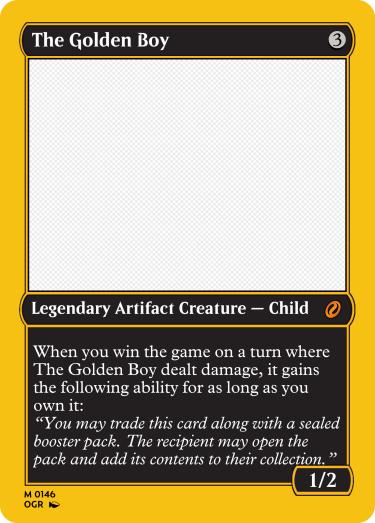 The Golden Boy 3
Legendary Artifact Creature — Child
When you win the game on a turn where
The Golden Boy dealt damage, it gains
the following ability for as long as you
own it:
“You may trade this card along with a sealed
booster pack. The recipient may open the
pack and add its contents to their collection.”
1/2
M 0146
OGR